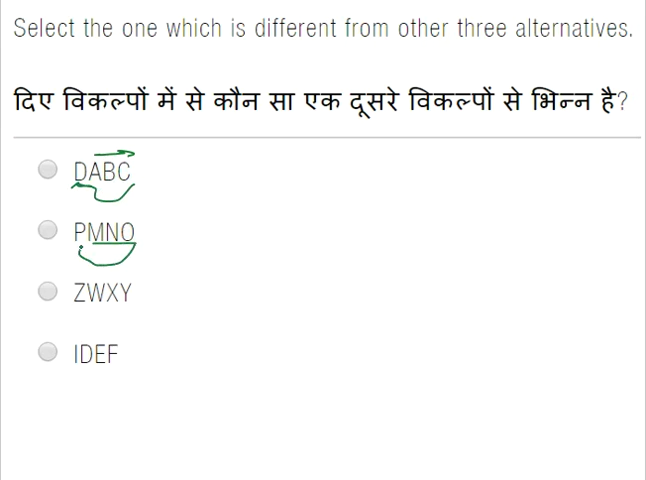 Select the one which is different from other three alternatives.
दिए विकल्पों में से कौन सा एक दूसरे विकल्पों से भिन्न है?
DABC
PMNO
ZWXY
IDEF